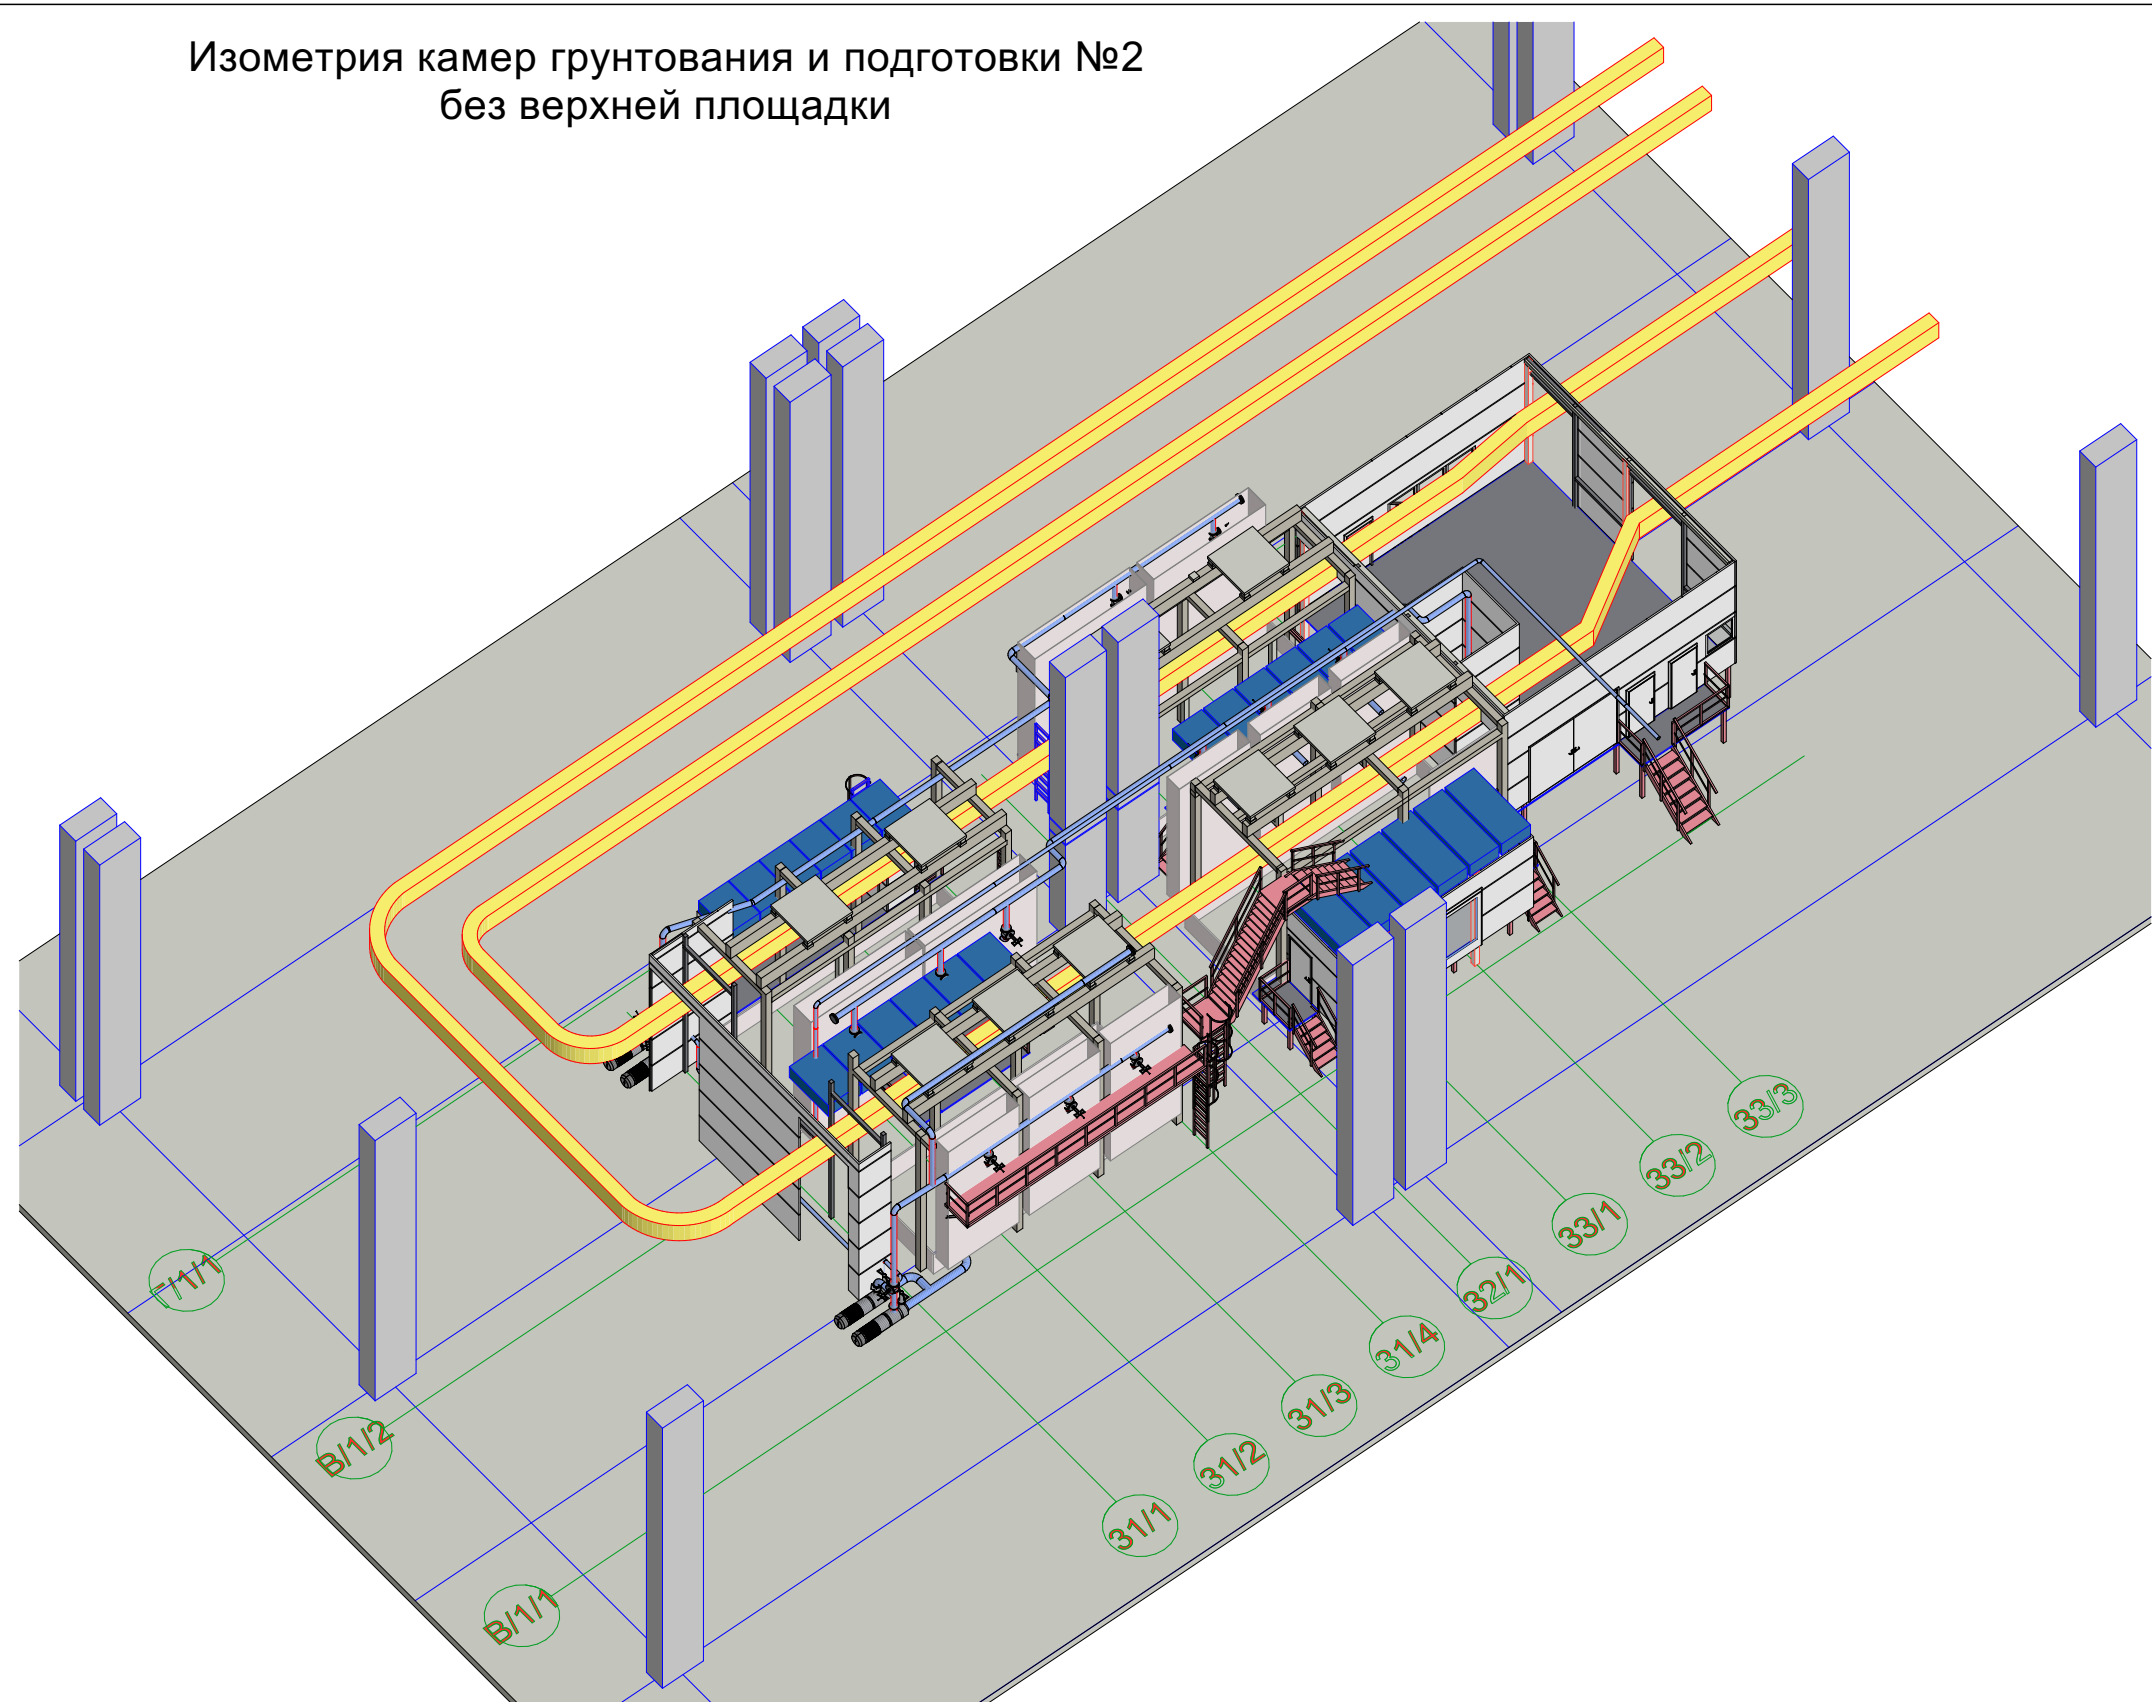 Изометрия камер грунтования и подготовки №2
без верхней площадки
33/3
33/2
33/1
32/1
31/4
31/3
31/2
31/1
Г/1/1
В/1/2
В/1/1